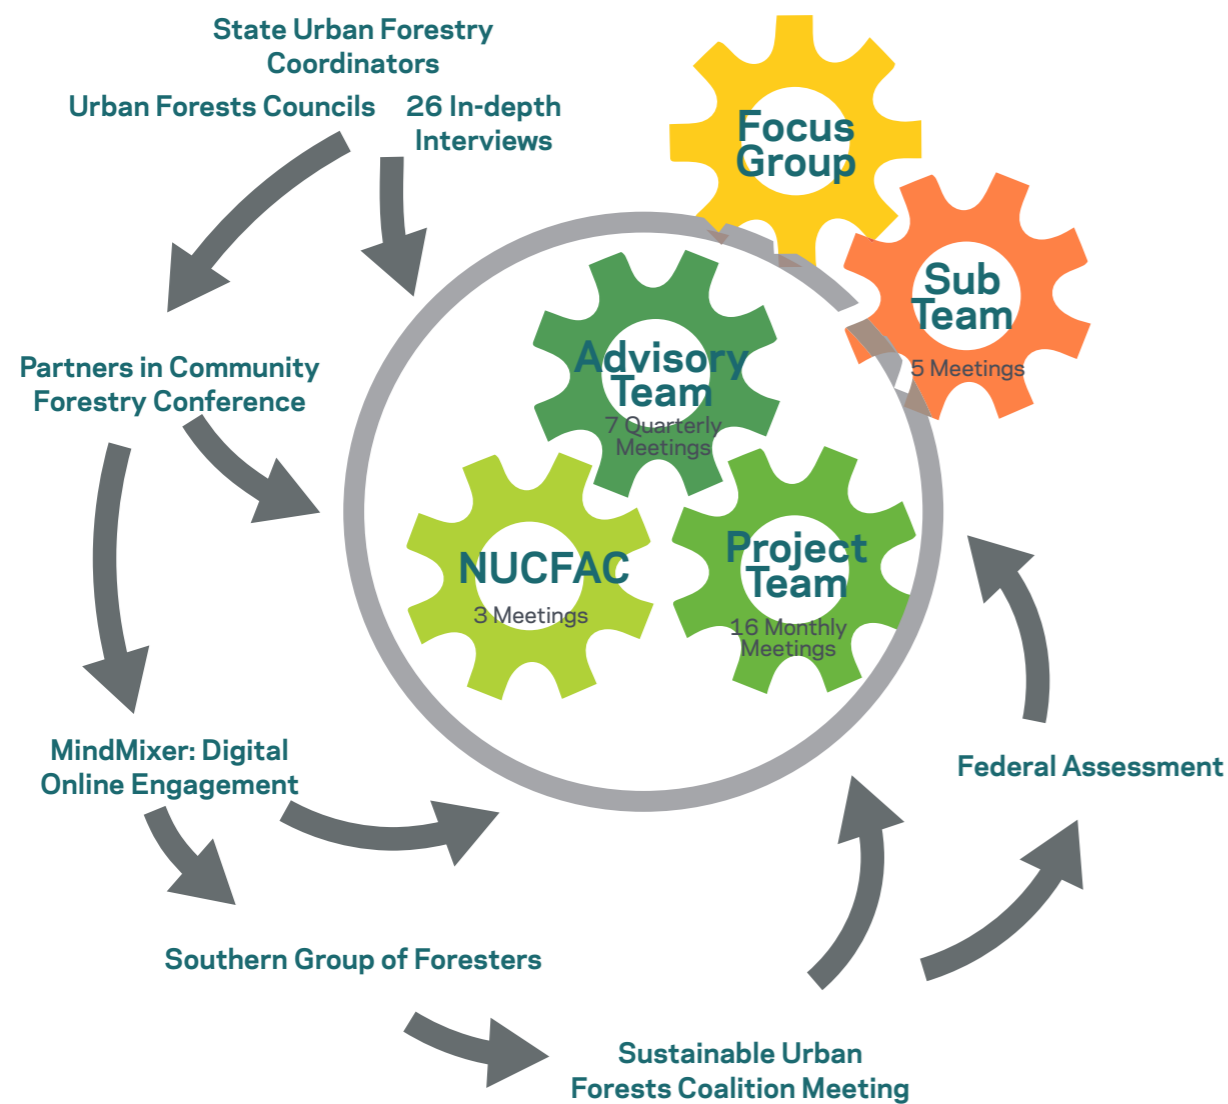 State Urban Forestry
Coordinators
Urban Forests Councils
26 In-depth
Interviews
Focus
Group
Sub
Team
5 Meetings
Advisory
Team
7 Quarterly
Meetings
Partners in Community
Forestry Conference
NUCFAC
3 Meetings
Project
Team
16 Monthly
Meetings
MindMixer: Digital
Online Engagement
Federal Assessment
Southern Group of Foresters
Sustainable Urban
Forests Coalition Meeting